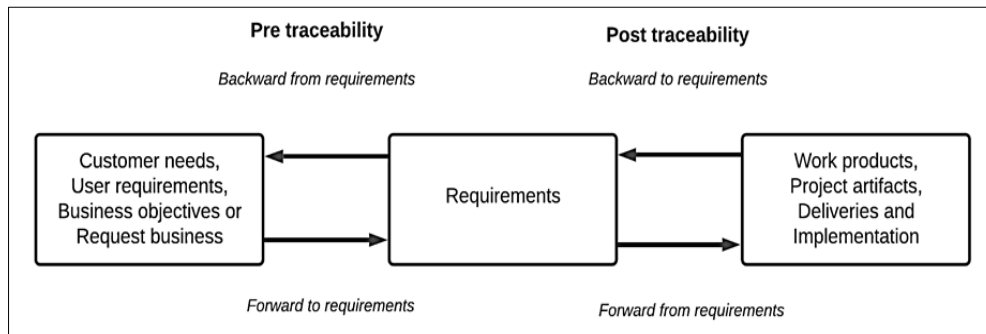 Pre traceability
Post traceability
Backward from requirements
Backward to requirements
Customer needs,
User requirements,
Business objectives or
Request business
Requirements
Work products,
Project artifacts,
Deliveries and
Implementation
Forward to requirements
Forward from requirements